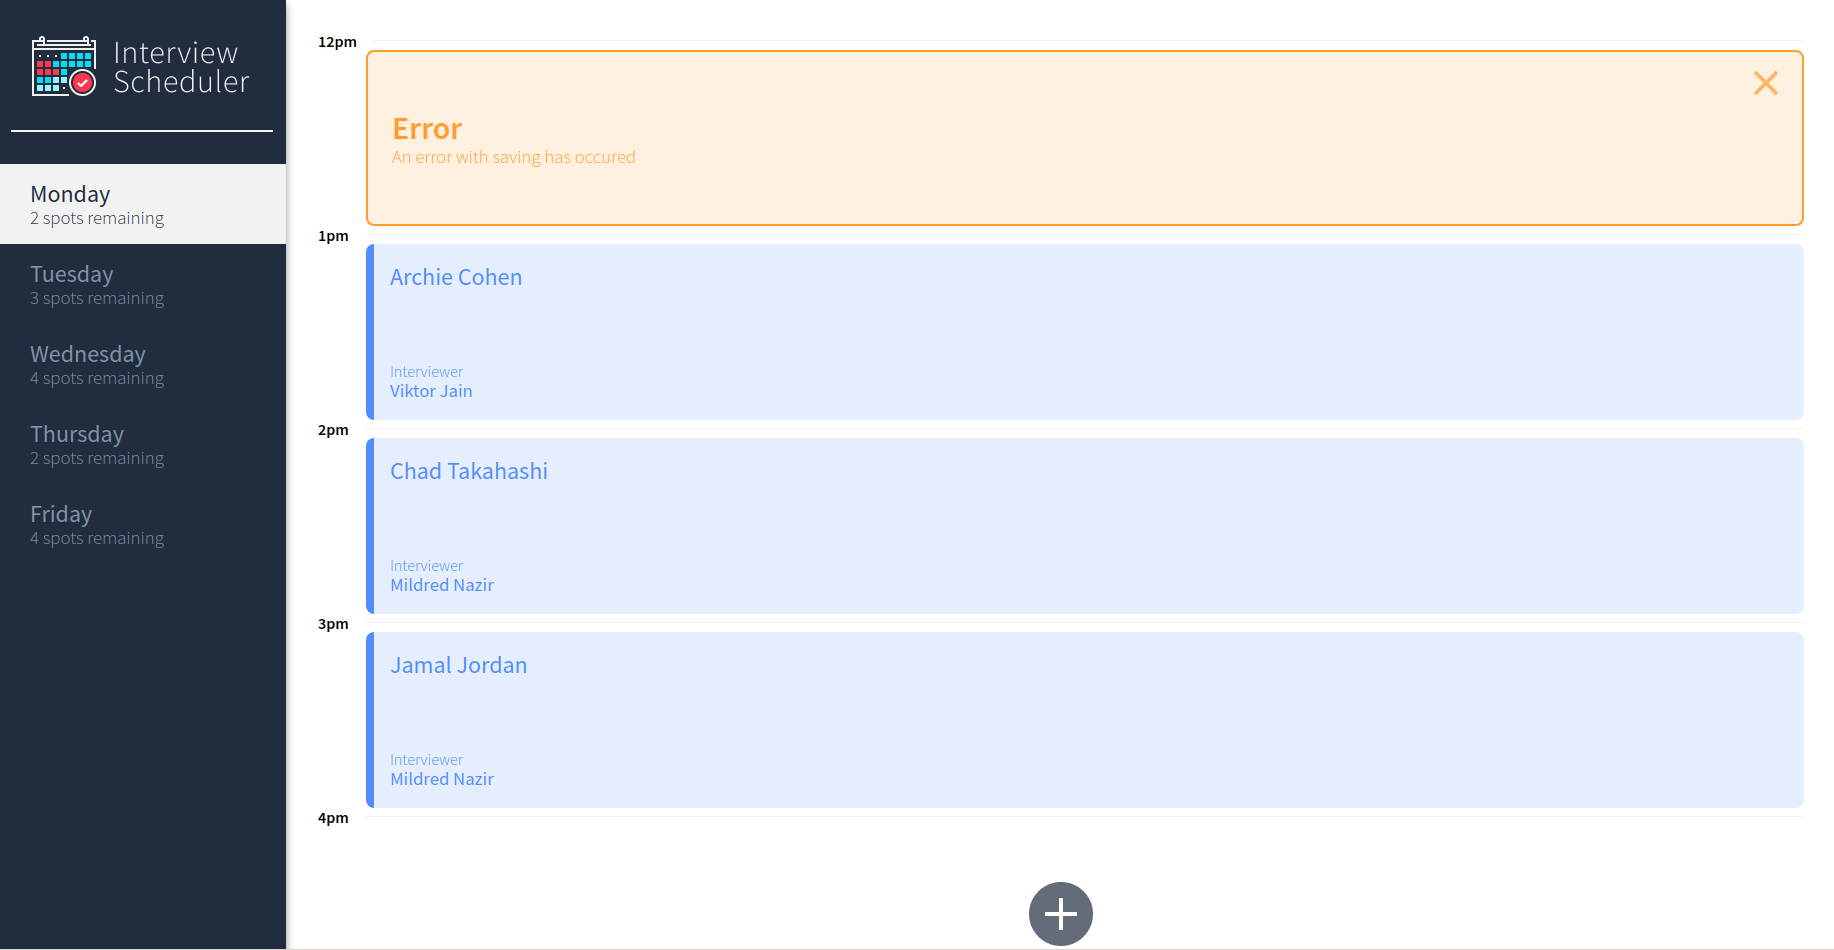 Interview
Scheduler
Monday
2 spots remaining
Tuesday
3 spots remaining
Wednesday
4 spots remaining
Thursday
2 spots remaining
Friday
4 spots remaining
12pm
Error
An error with saving has occured
1pm
Archie Cohen
Interviewer
Viktor Jain
2pm
Chad Takahashi
Interviewer
Mildred Nazir
3pm
Jamal Jordan
Interviewer
Mildred Nazir
4pm